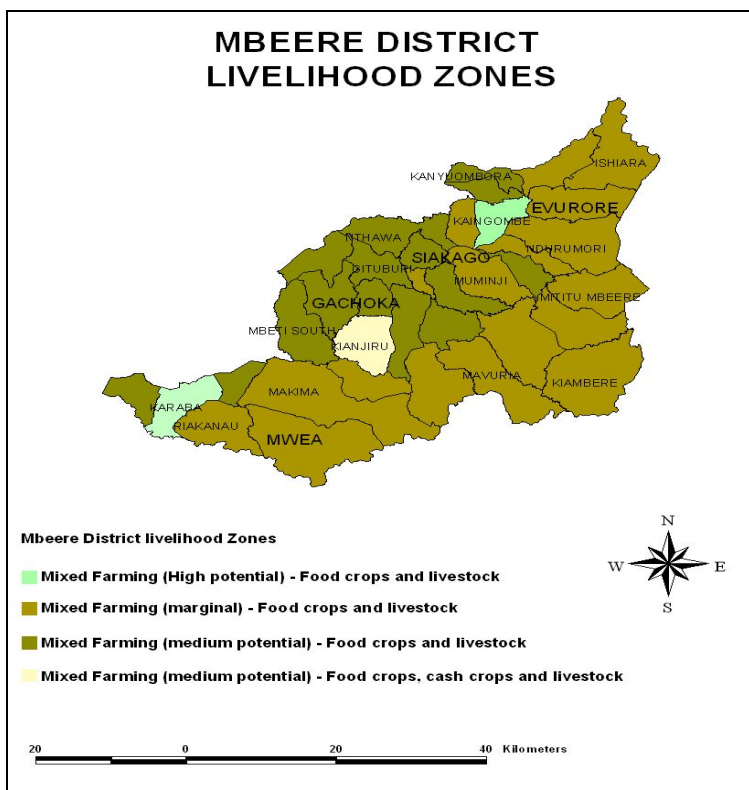 MBEERE DISTRICT
LIVELIHOOD ZONES
ISHIARA
KANYUOMBORA
EVURORE
KAINGOMBE
NTHAWA
NDURUMORI
SIAKAGO
GITUBURI
MUMINJI
GACHOKA
MITITU MBEERE
MBETI SOUTH
KIANJIRU
MAVURIA
KIAMBERE
MAKIMA
KARABA
RIAKANAU
MWEA
N
W E
S
Mbeere District livelihood Zones
Mixed Farming (High potential) - Food crops and livestock
Mixed Farming (marginal) - Food crops and livestock
Mixed Farming (medium potential) - Food crops and livestock
Mixed Farming (medium potential) - Food crops, cash crops and livestock
20 0 20 40 Kilometers